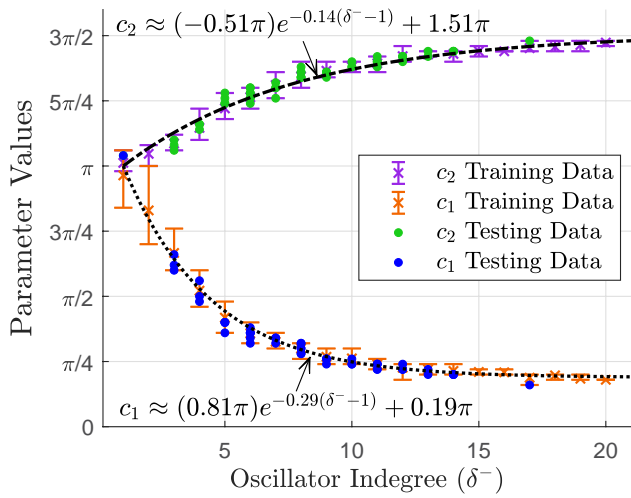 c₂ ≈ (−0.51π)e^{−0.14(δ⁻−1)} + 1.51π
3π/2
5π/4
π
3π/4
π/2
π/4
0
Parameter Values
c₂ Training Data
c₁ Training Data
c₂ Testing Data
c₁ Testing Data
c₁ ≈ (0.81π)e^{−0.29(δ⁻−1)} + 0.19π
5 10 15 20
Oscillator Indegree (δ⁻)